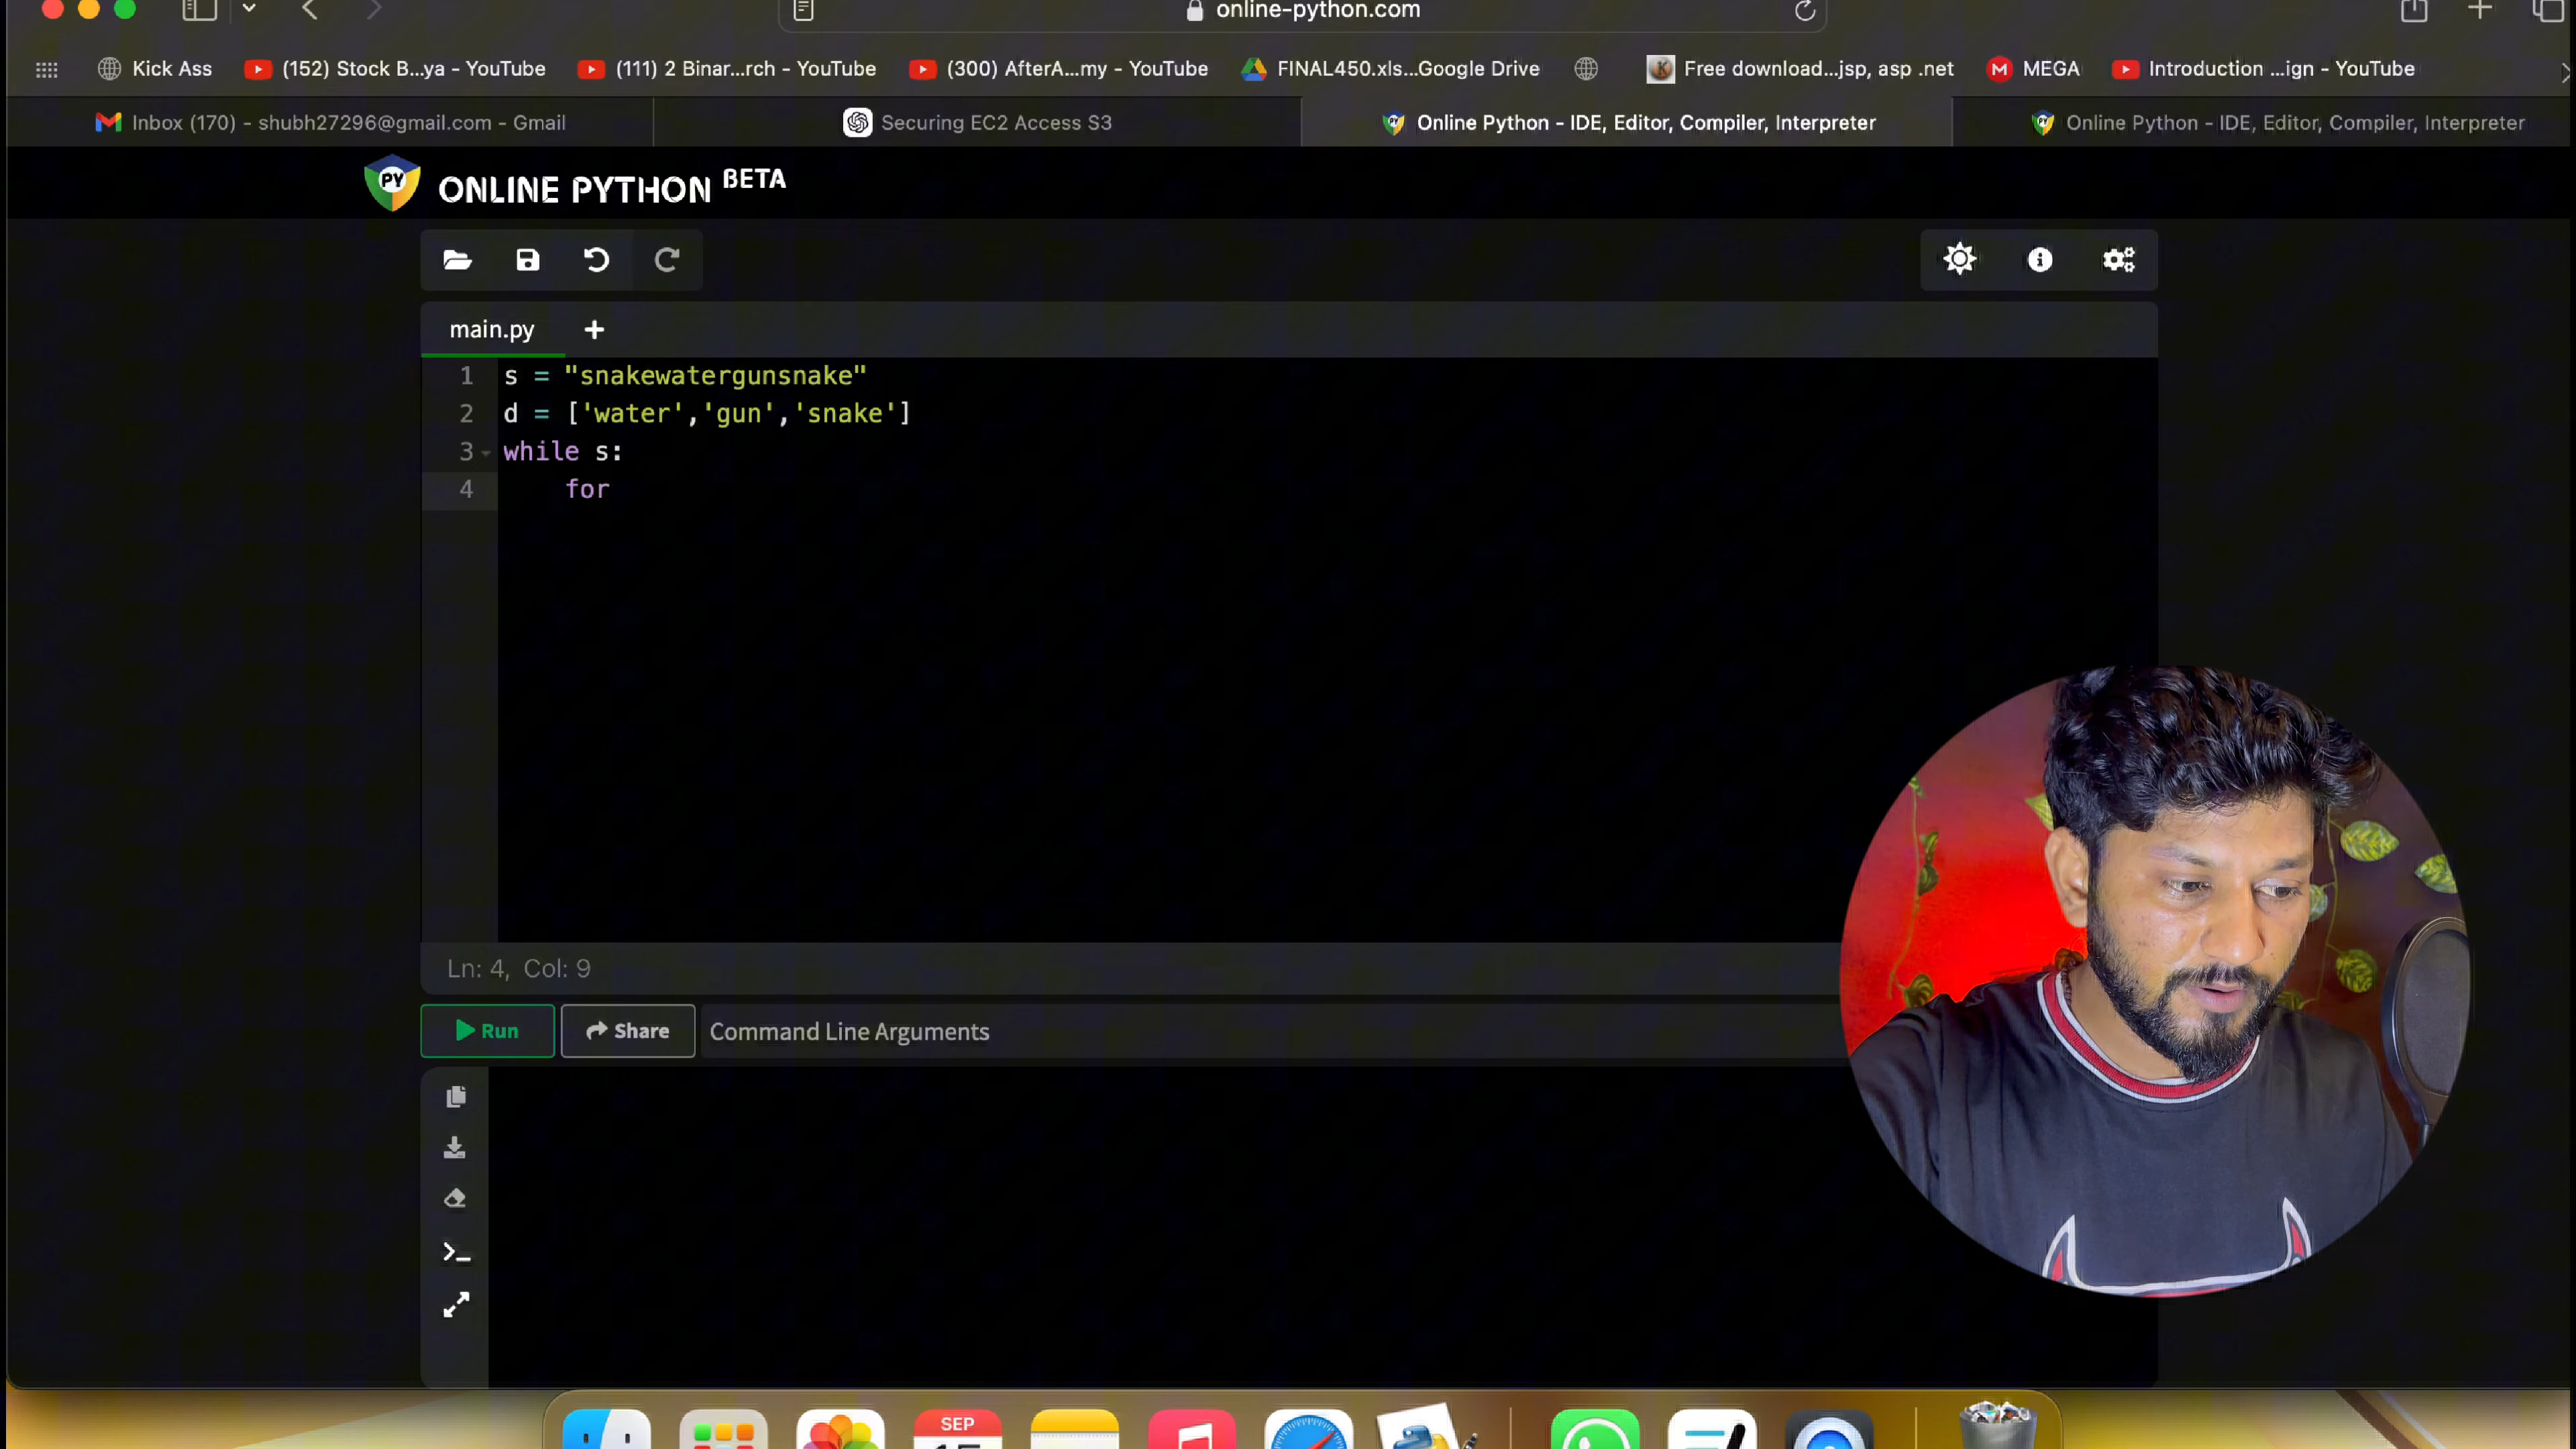 online-python.com
Kick Ass
(152) Stock B...ya - YouTube
(111) 2 Binar...rch - YouTube
(300) AfterA...my - YouTube
FINAL450.xls...Google Drive
Free download...jsp, asp .net
MEGA
Introduction ...ign - YouTube
Inbox (170) - shubh27296@gmail.com - Gmail
Securing EC2 Access S3
Online Python - IDE, Editor, Compiler, Interpreter
Online Python - IDE, Editor, Compiler, Interpreter
PY
ONLINE PYTHON BETA
main.py
1 s = "snakewatergunsnake"
2 d = ['water','gun','snake']
3 while s:
4 for
Ln: 4, Col: 9
Run
Share
Command Line Arguments
SEP